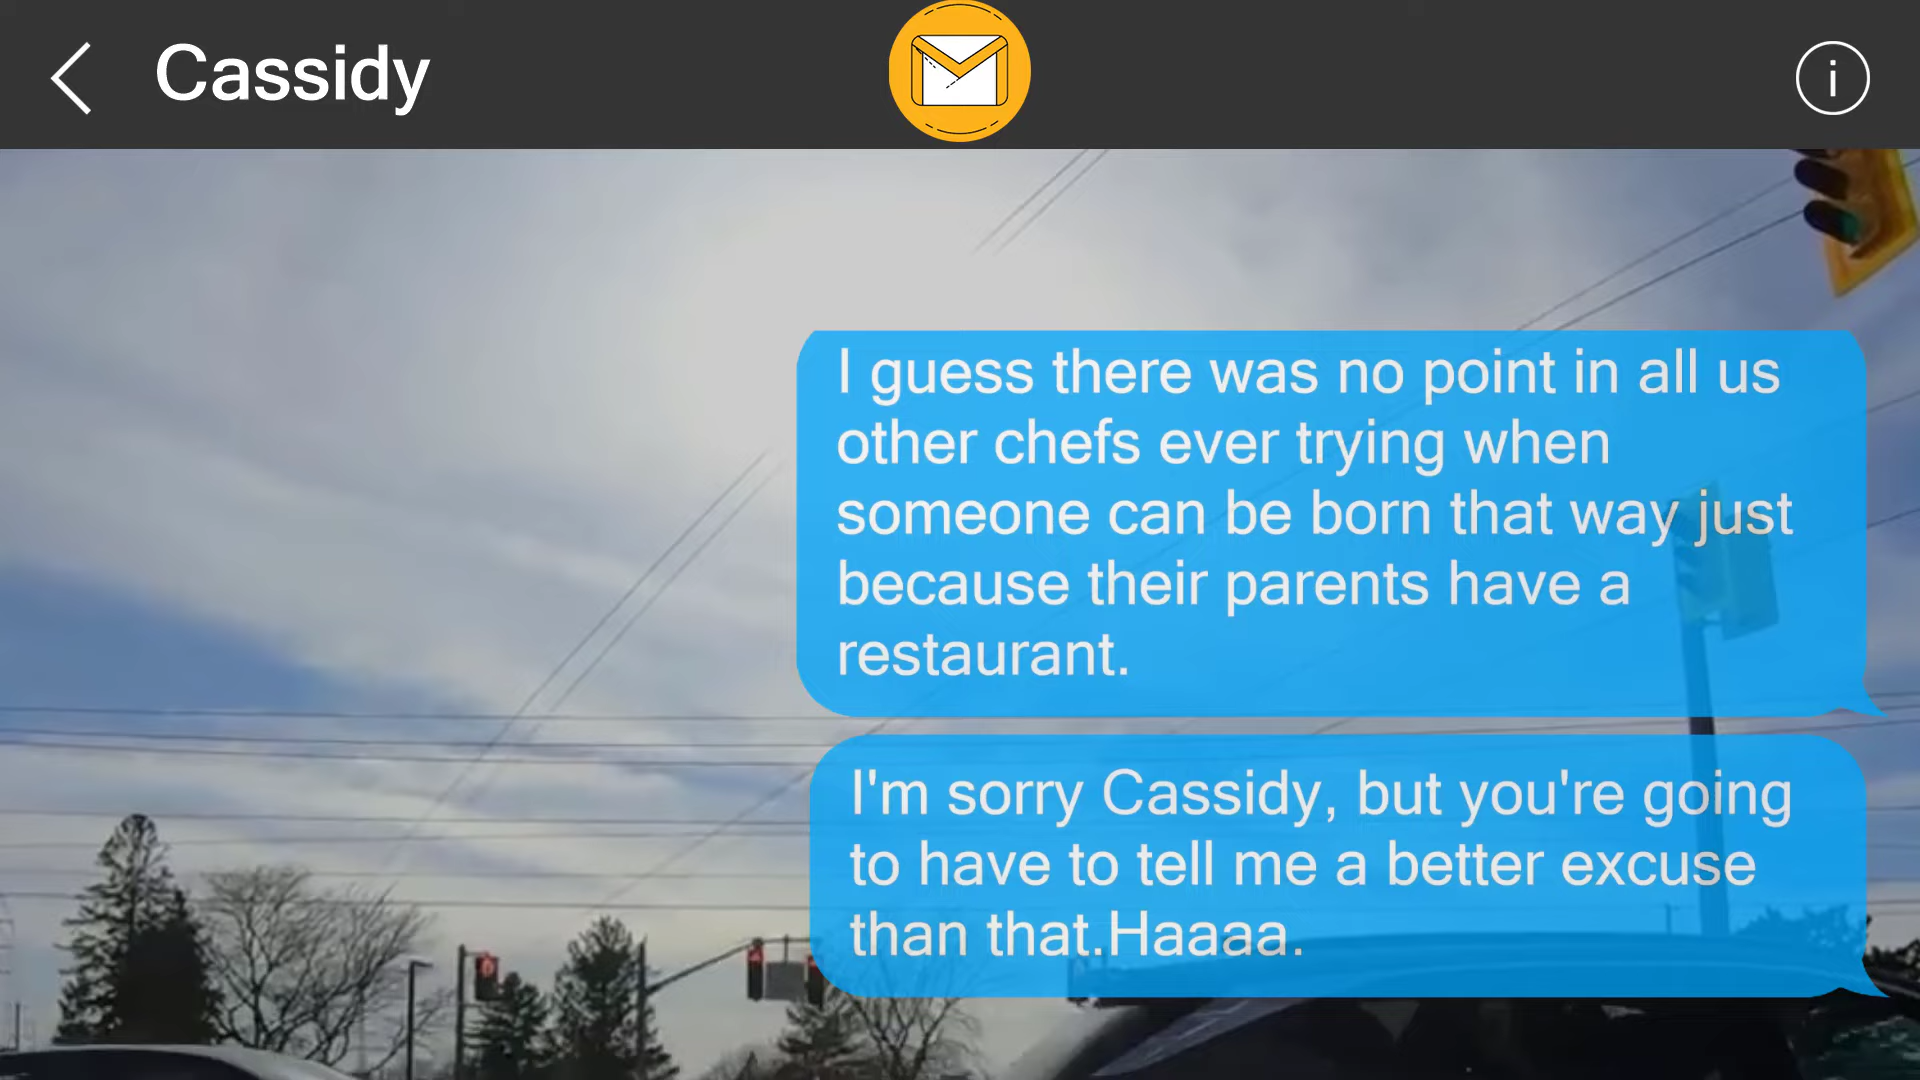 Cassidy
i
I guess there was no point in all us
other chefs ever trying when
someone can be born that way just
because their parents have a
restaurant.
I'm sorry Cassidy, but you're going
to have to tell me a better excuse
than that.Haaaa.